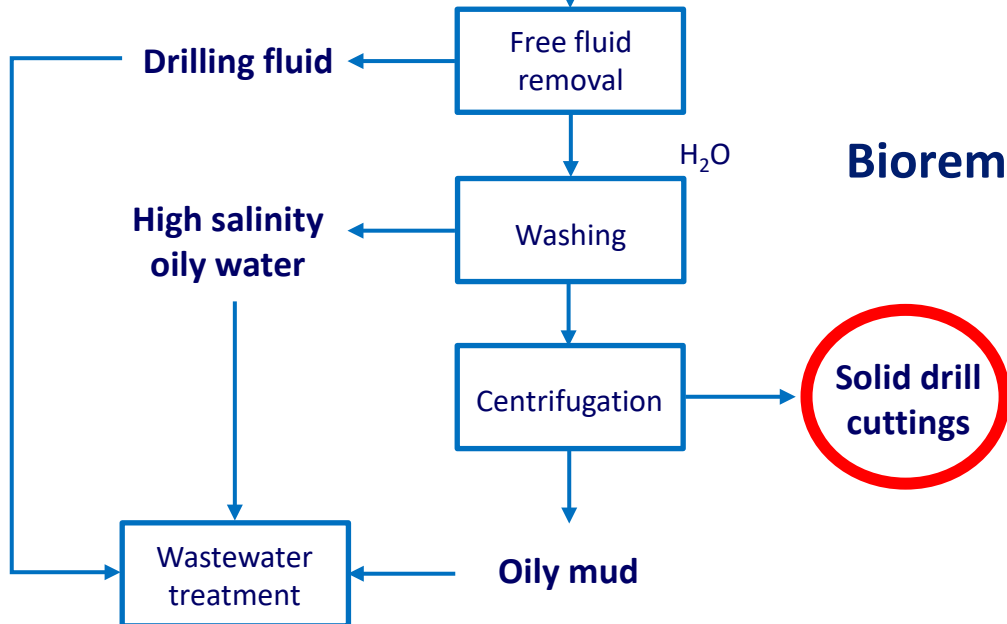 Free fluid
removal
Drilling fluid
H₂O
Biorem
High salinity
oily water
Washing
Solid drill
cuttings
Centrifugation
Wastewater
treatment
Oily mud